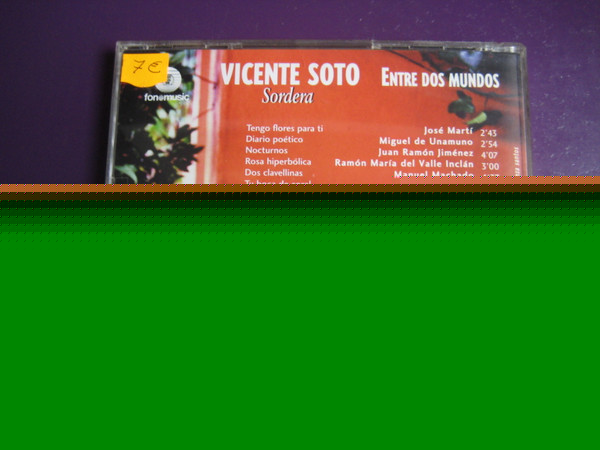 7€
fonomusic
VICENTE SOTO ENTRE DOS MUNDOS
Sordera
Tengo flores para ti José Martí 2'43
Diario poético Miguel de Unamuno 2'54
Nocturnos Juan Ramón Jiménez 4'07
Rosa hiperbólica Ramón María del Valle Inclán 3'00
Dos clavellinas Manuel Machado